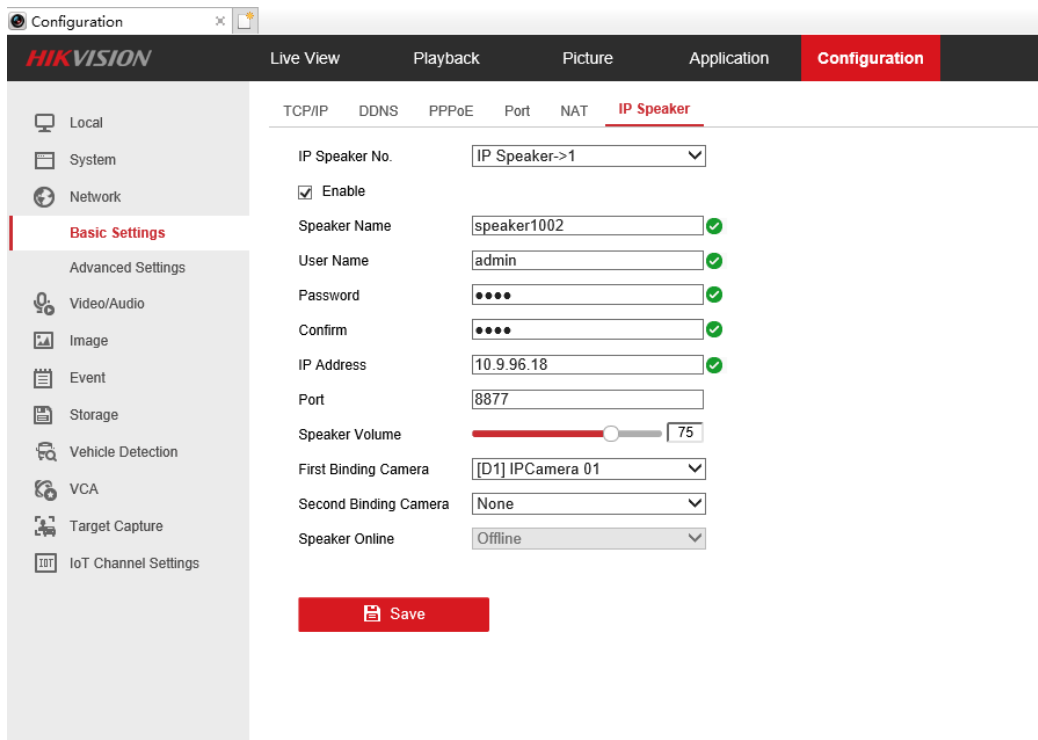 Configuration
HIKVISION
Live View
Playback
Picture
Application
Configuration
Local
System
Network
Basic Settings
Advanced Settings
Video/Audio
Image
Event
Storage
Vehicle Detection
VCA
Target Capture
IOT IoT Channel Settings
TCP/IP
DDNS
PPPoE
Port
NAT
IP Speaker
IP Speaker No. IP Speaker->1
Enable
Speaker Name speaker1002
User Name admin
Password ●●●●
Confirm ●●●●
IP Address 10.9.96.18
Port 8877
Speaker Volume 75
First Binding Camera [D1] IPCamera 01
Second Binding Camera None
Speaker Online Offline
Save